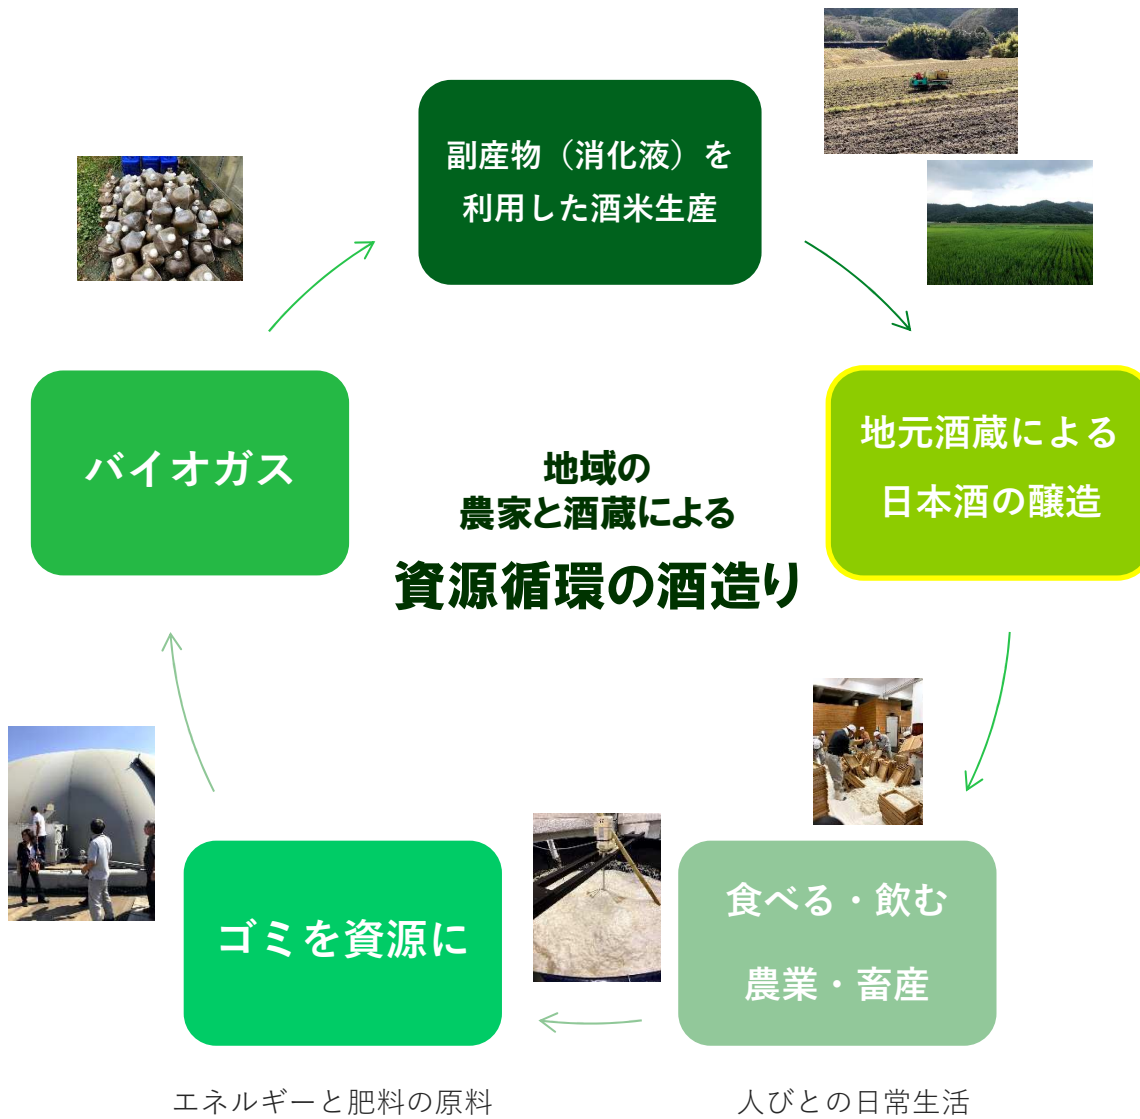 副産物（消化液）を
利用した酒米生産
バイオガス
地元酒蔵による
日本酒の醸造
地域の
農家と酒蔵による
資源循環の酒造り
ゴミを資源に
食べる・飲む
農業・畜産
エネルギーと肥料の原料
人びとの日常生活